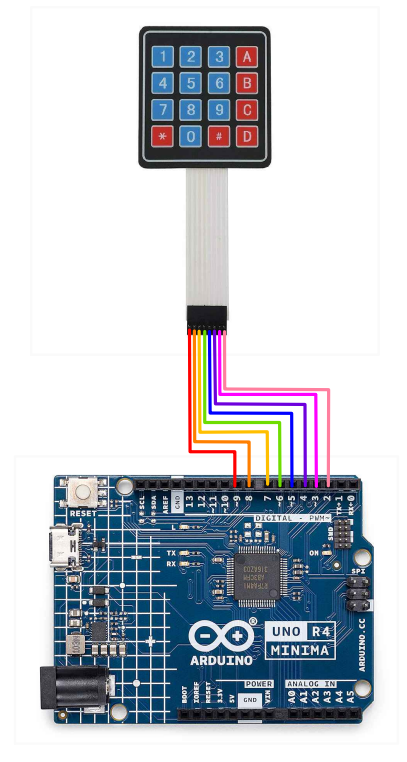 1 2 3 A
4 5 6 B
7 8 9 C
* 0 # D
RESET
SCL
SDA
AREF
GND
13
12
~11
~10
~9
8
7
~6
~5
4
~3
2
TX→1
RX←0
DIGITAL - PWM~
L
TX
RX
ON
SWD
SPI
®
ARDUINO
UNO R4
MINIMA
ARDUINO.CC
POWER
ANALOG IN
BOOT
IOREF
RESET
3.3V
5V
GND
VIN
A0
A1
A2
A3
A4
A5